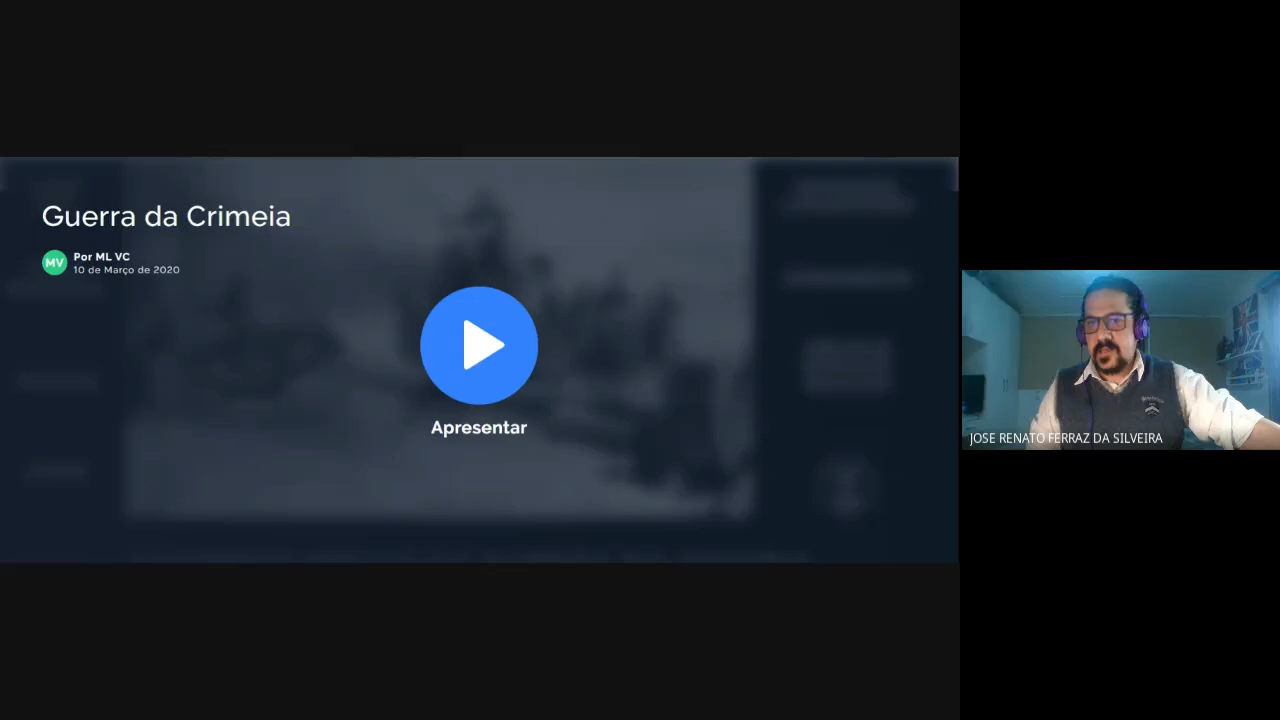 Guerra da Crimeia
MV
Por ML VC
10 de Março de 2020
Apresentar
JOSE RENATO FERRAZ DA SILVEIRA